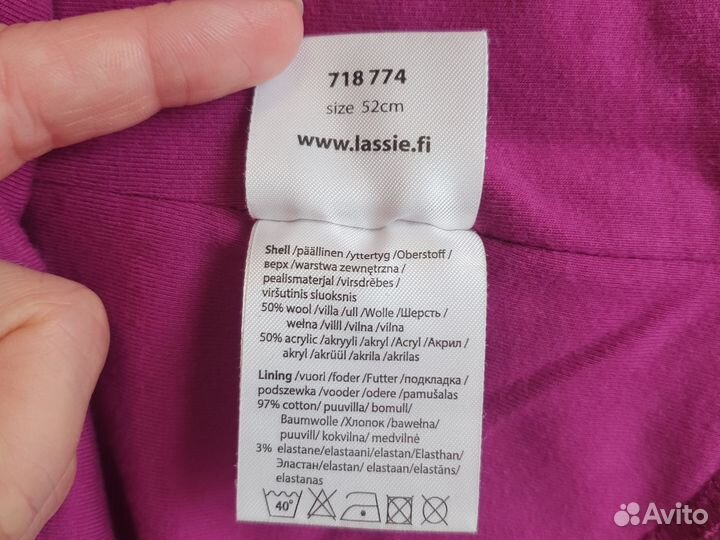 718 774
size 52cm
www.lassie.fi
Shell /päällinen /yttertyg /Oberstoff /
верх /warstwa zewnętrzna /
pealismaterjal /virsdrēbes /
viršutinis sluoksnis
50% wool /villa /ull /Wolle /Шерсть /
wełna /villl /vilna /vilna
50% acrylic /akryyli /akryl /Acryl /Акрил /
akryl /akrüül /akrila /akrilas
Lining /vuori /foder /Futter /подкладка /
podszewka /vooder /odere /pamušalas
97% cotton/ puuvilla/ bomull/
Baumwolle /Хлопок /bawełna/
puuvill/ kokvilna/ medvilnė
3% elastane/elastaani/elastan/Elasthan/
Эластан/elastan/ elastaan/elastāns/
elastanas
40°
Avito